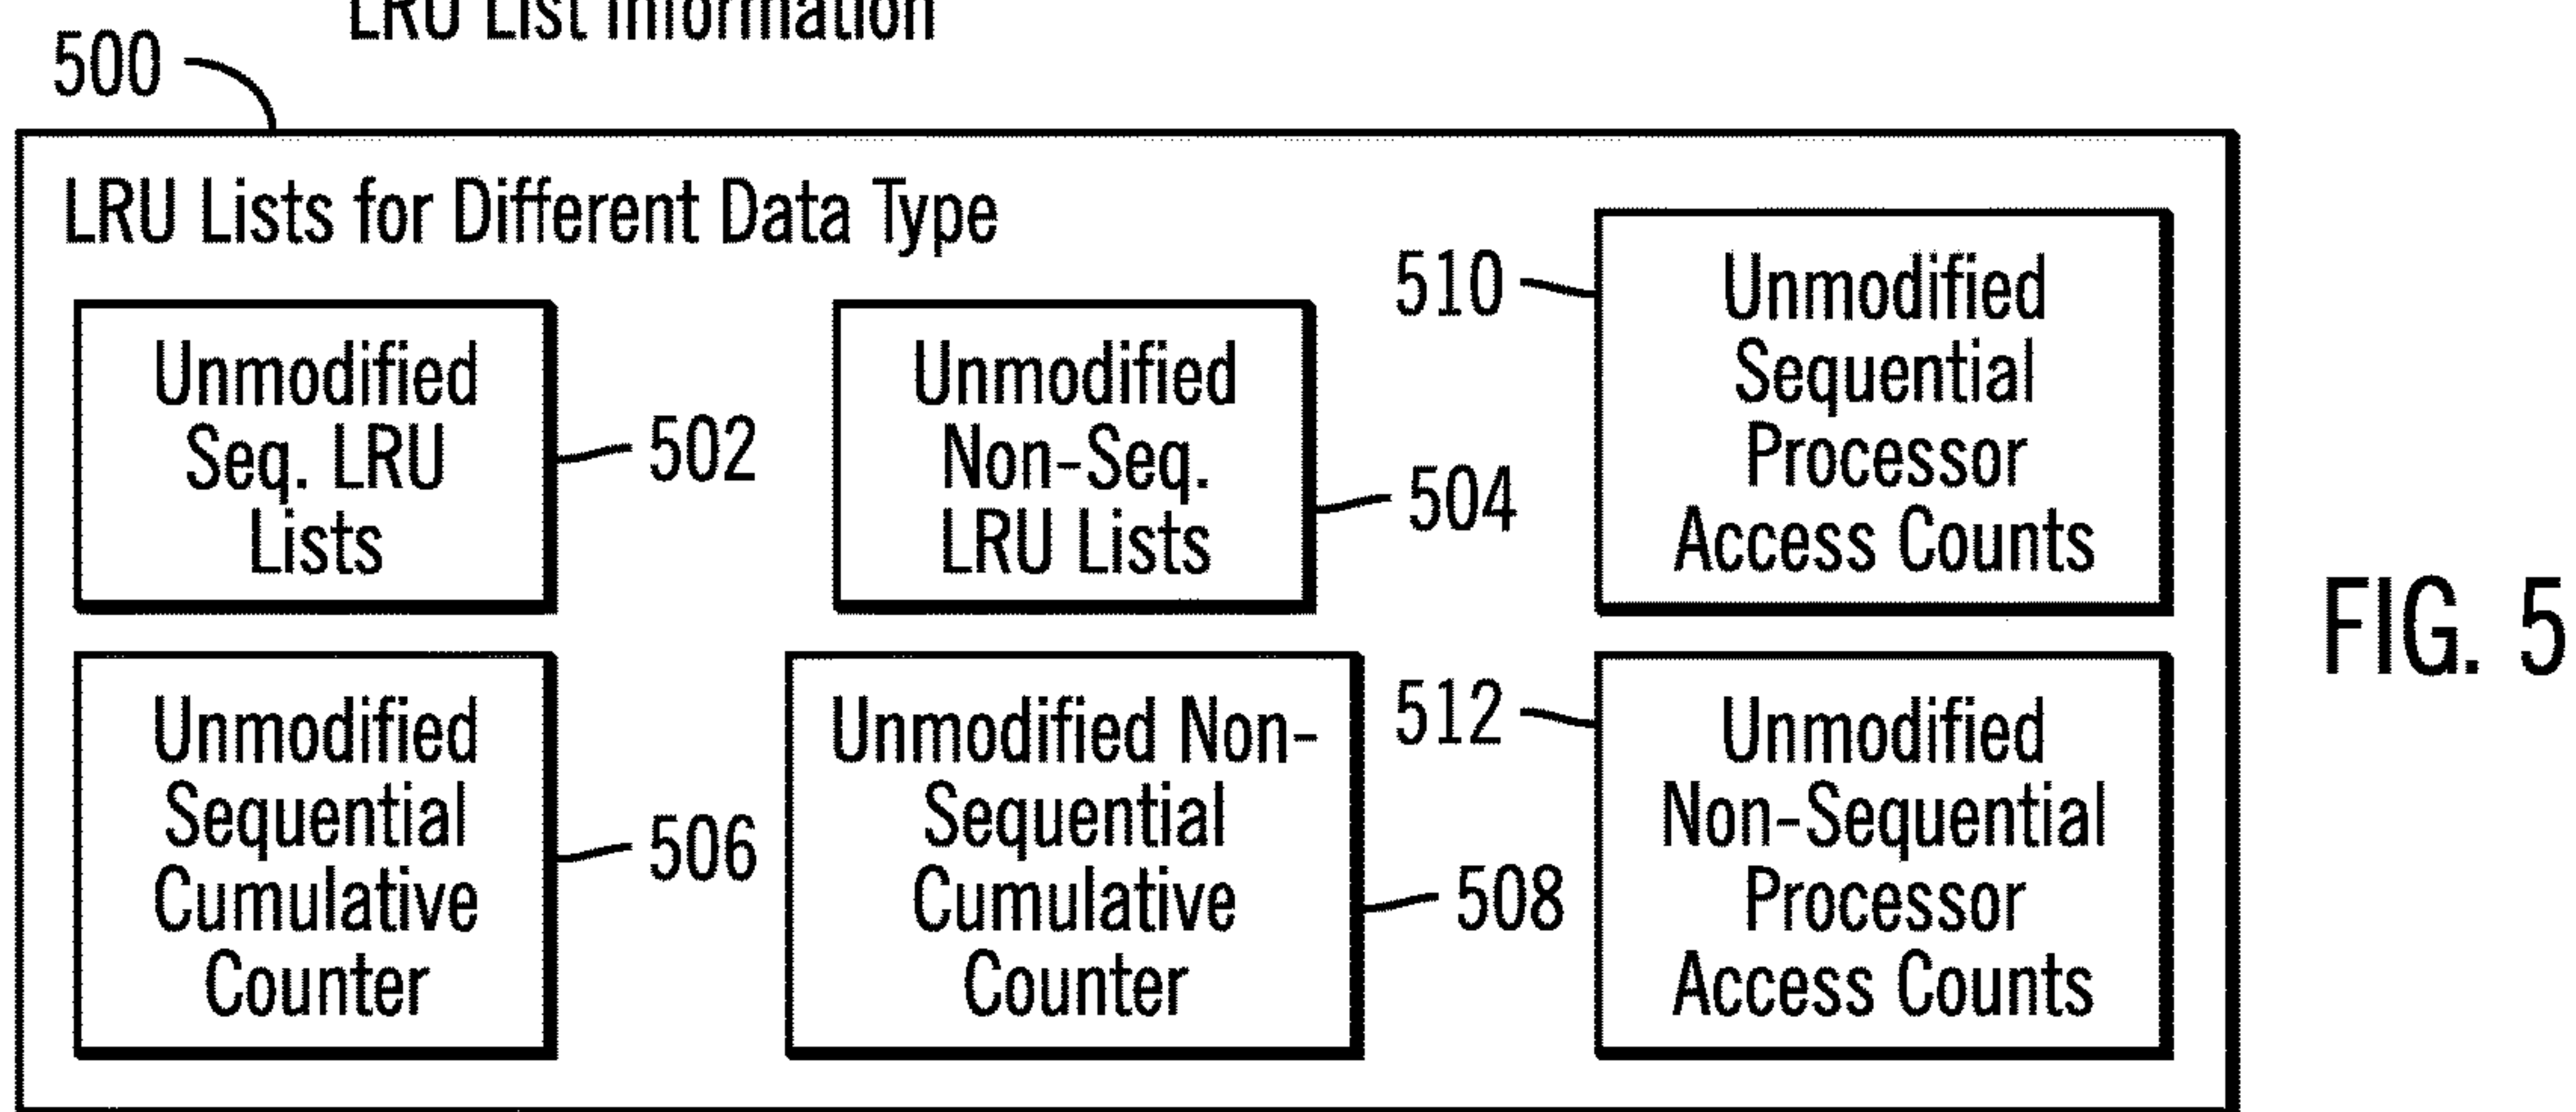 LRU List Information
500
LRU Lists for Different Data Type
Unmodified
Seq. LRU
Lists
502
Unmodified
Non-Seq.
LRU Lists
504
510
Unmodified
Sequential
Processor
Access Counts
Unmodified
Sequential
Cumulative
Counter
506
Unmodified Non-
Sequential
Cumulative
Counter
508
512
Unmodified
Non-Sequential
Processor
Access Counts
FIG. 5